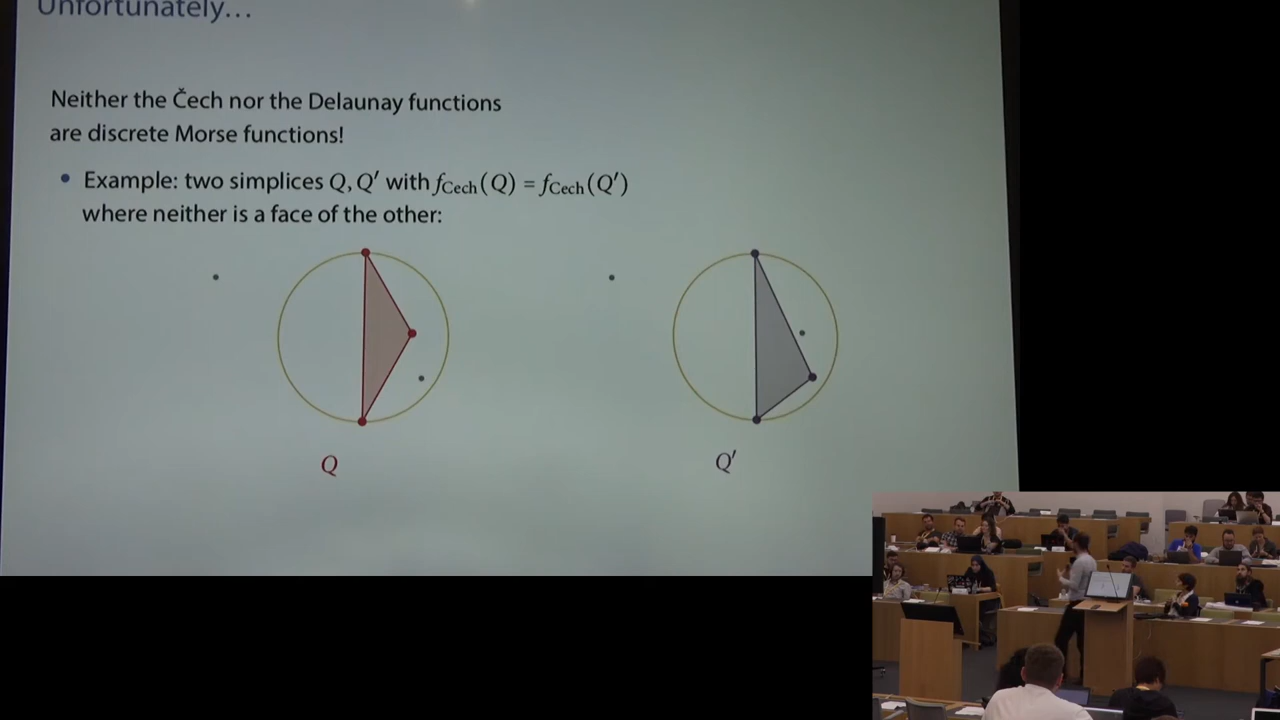 Unfortunately...
Neither the Čech nor the Delaunay functions
are discrete Morse functions!
• Example: two simplices Q, Q′ with fCech(Q) = fCech(Q′)
where neither is a face of the other:
Q
Q′